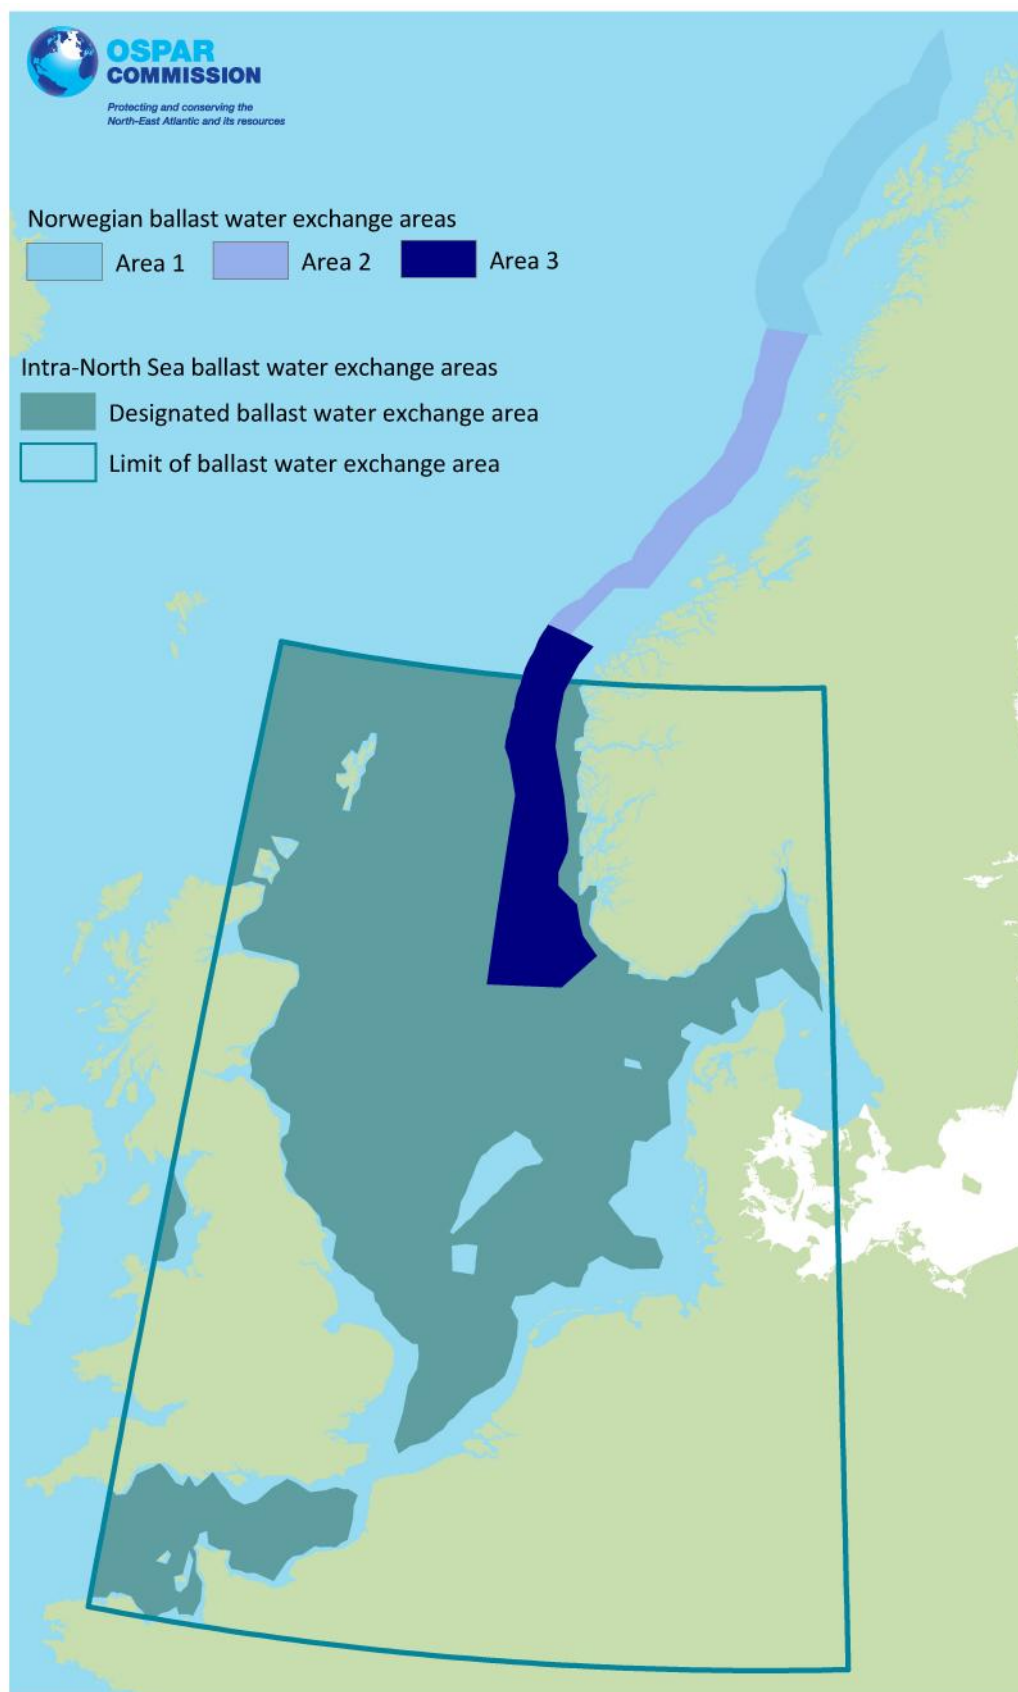 OSPAR
COMMISSION
Protecting and conserving the
North-East Atlantic and its resources
Norwegian ballast water exchange areas
Area 1 Area 2 Area 3
Intra-North Sea ballast water exchange areas
Designated ballast water exchange area
Limit of ballast water exchange area